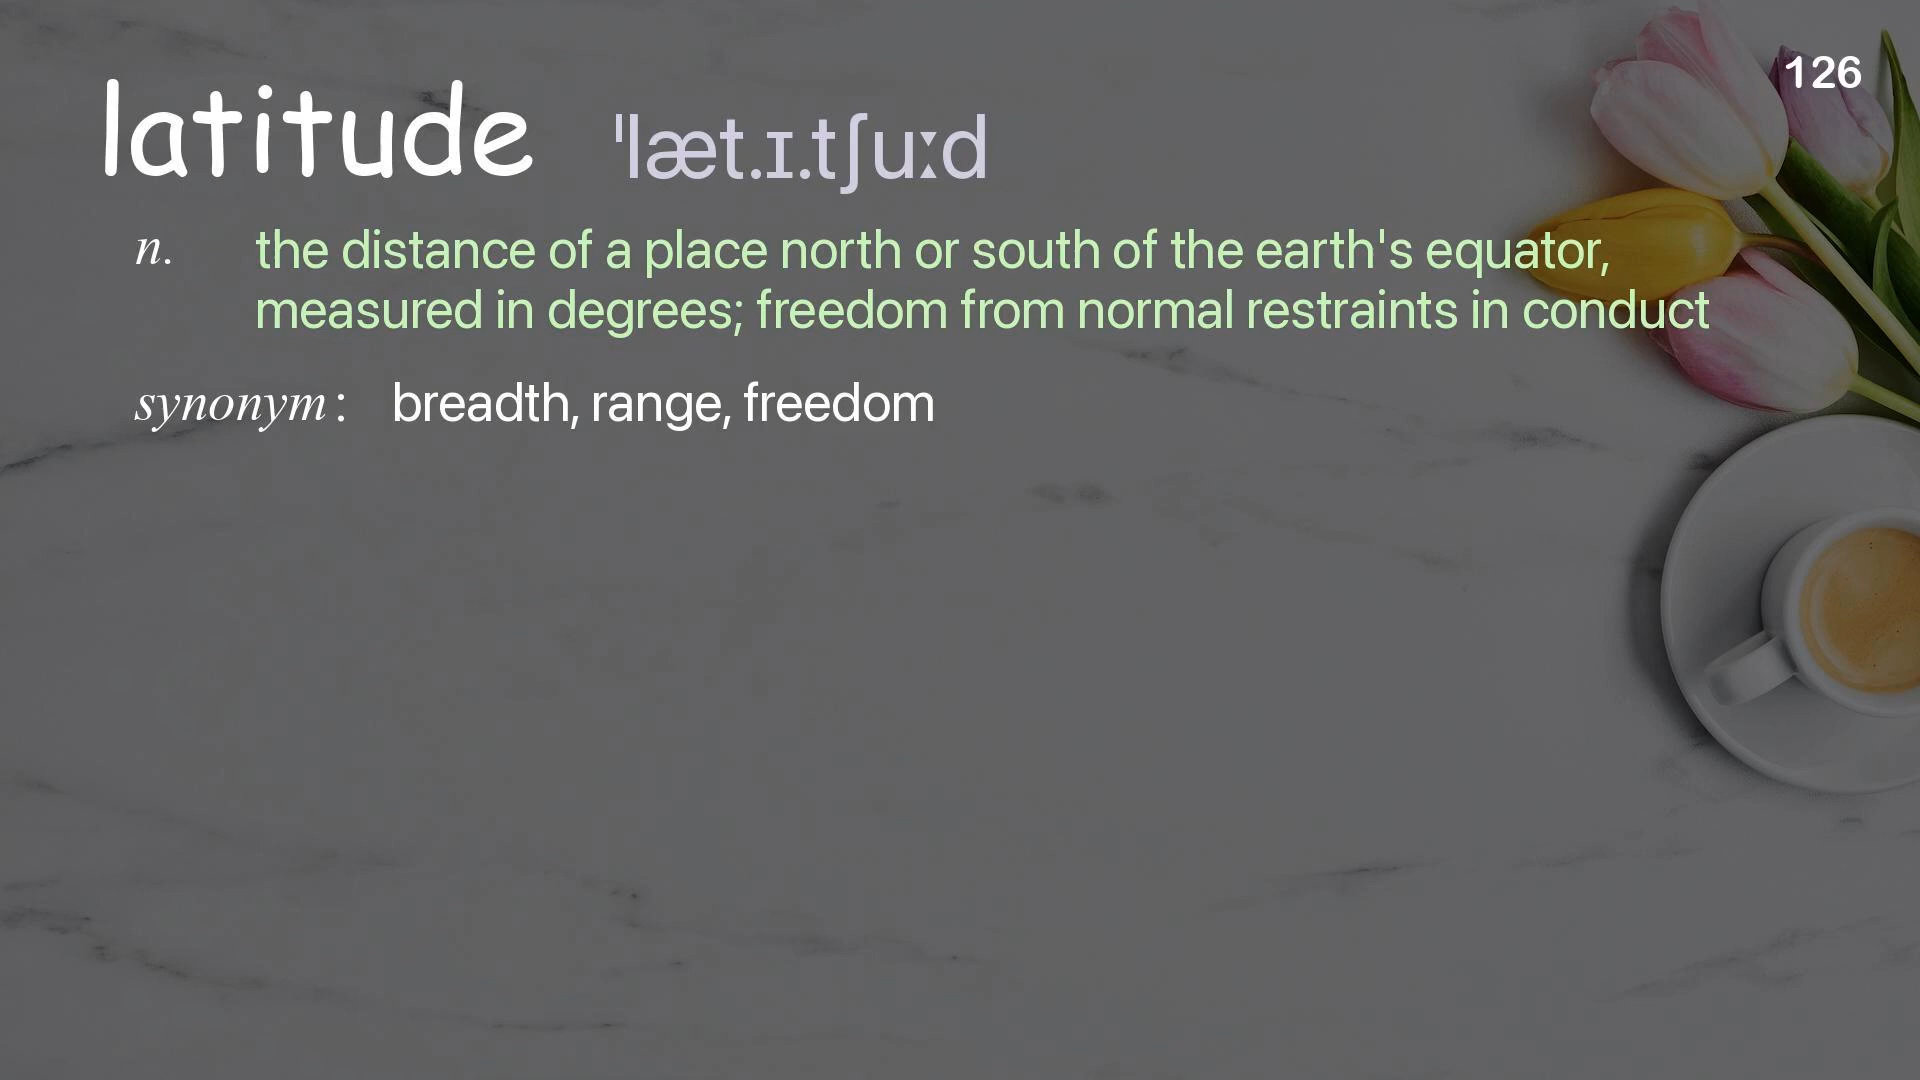 126
latitude ˈlæt.ɪ.tʃuːd
n. the distance of a place north or south of the earth's equator,
measured in degrees; freedom from normal restraints in conduct
synonym : breadth, range, freedom